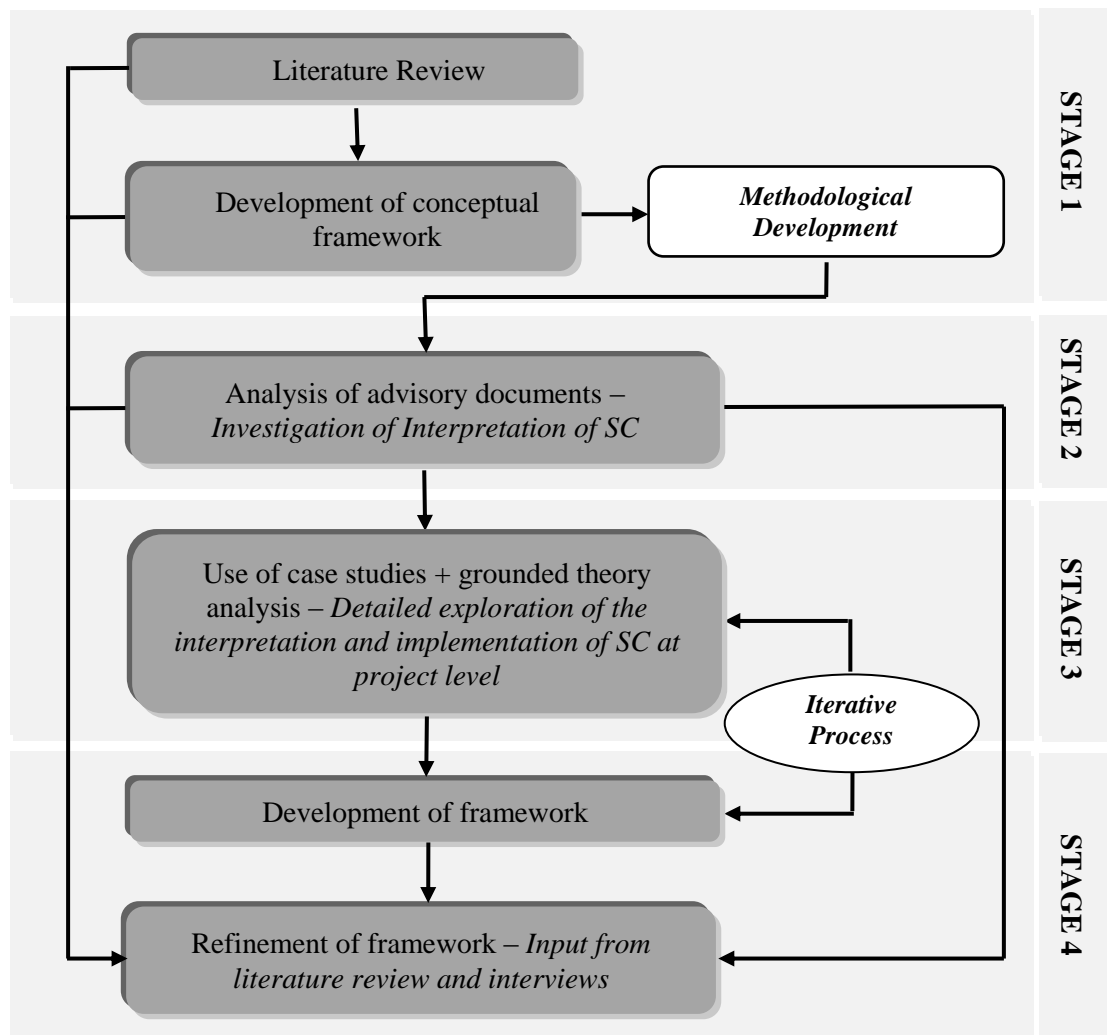 Literature Review
STAGE 1
Development of conceptual
framework
Methodological
Development
Analysis of advisory documents –
Investigation of Interpretation of SC
STAGE 2
Use of case studies + grounded theory
analysis – Detailed exploration of the
interpretation and implementation of SC at
project level
STAGE 3
Iterative
Process
Development of framework
STAGE 4
Refinement of framework – Input from
literature review and interviews